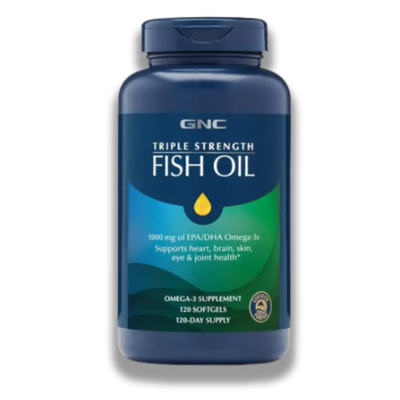 GNC
TRIPLE STRENGTH
FISH OIL
1000 mg of EPA/DHA Omega-3s
Supports heart, brain, skin,
eye & joint health*
OMEGA-3 SUPPLEMENT
120 SOFTGELS
120-DAY SUPPLY